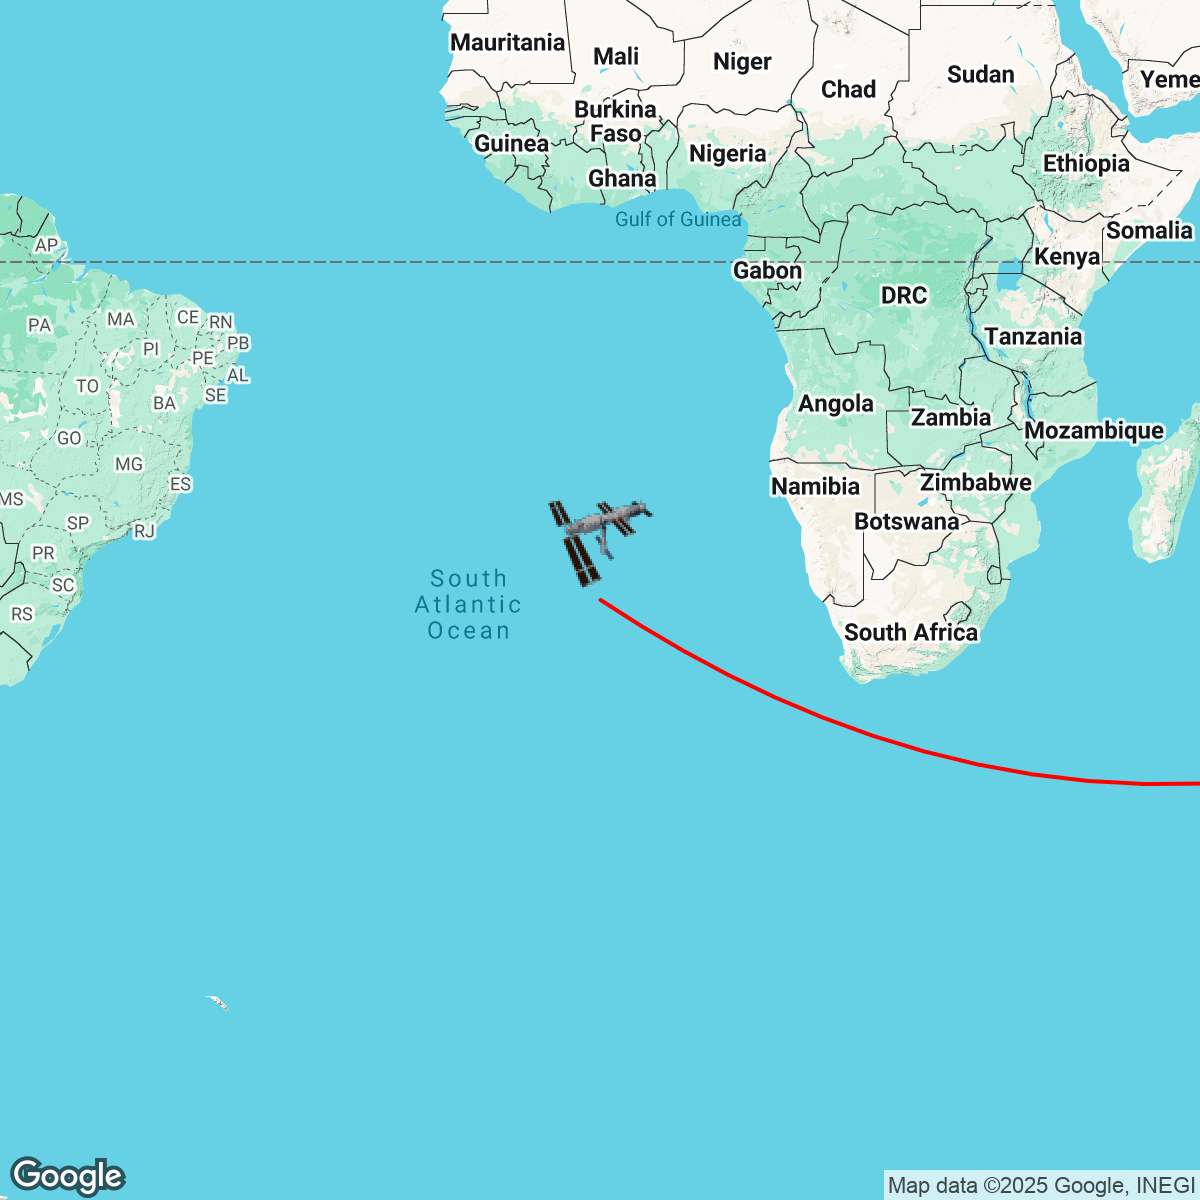 Mauritania
Mali
Niger
Chad
Sudan
Yeme
Burkina
Faso
Guinea
Ghana
Nigeria
Ethiopia
Gulf of Guinea
Somalia
AP
Gabon
Kenya
DRC
PA
MA
CE
RN
PI
PE
PB
Tanzania
TO
AL
BA
SE
Angola
Zambia
Mozambique
GO
MG
ES
Namibia
Zimbabwe
MS
SP
RJ
Botswana
PR
SC
South
Atlantic
Ocean
RS
South Africa
Google
Map data ©2025 Google, INEGI